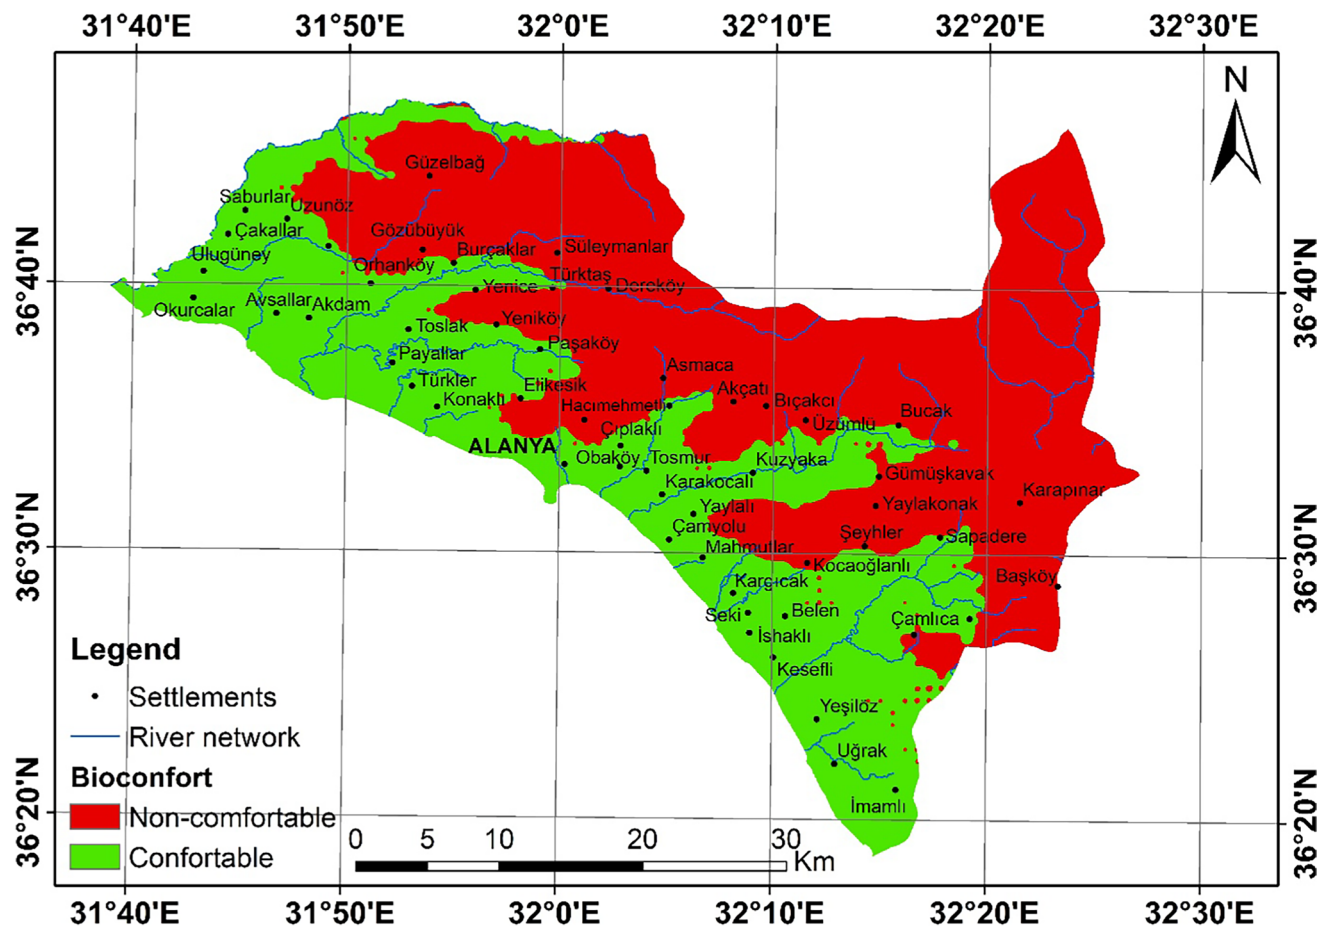 31°40'E 31°50'E 32°0'E 32°10'E 32°20'E 32°30'E
N
Güzelbağ
Şaburlar
Uzunöz
Çakallar
Gözübüyük
Ulugüney
Burçaklar
Süleymanlar
Orhanköy
Türktaş
36°40'N
36°40'N
Yenice
Dereköy
Okurcalar
Avsallar
Akdam
Yeniköy
Toslak
Paşaköy
Payallar
Asmaca
Türkler
Elikesik
Akçatı
Konaklı
Hacımehmetli
Bıçakcı
Bucak
Üzümlü
Çıplaklı
ALANYA
Obaköy
Tosmur
Kuzyaka
Gümüşkavak
Karakocalı
Karapınar
Yaylalı
Yaylakonak
Çamyolu
Şeyhler
Sapadere
36°30'N
36°30'N
Mahmutlar
Kocaoğlanlı
Başköy
Kargıcak
Seki
Belen
Çamlıca
İshaklı
Kesefli
Yeşilöz
Uğrak
İmamlı
36°20'N
36°20'N
Legend
Settlements
River network
Bioconfort
Non-comfortable
Confortable
0 5 10 20 30
Km
31°40'E 31°50'E 32°0'E 32°10'E 32°20'E 32°30'E